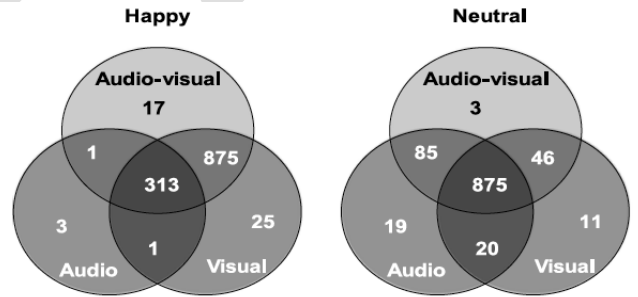 Happy
Neutral
Audio-visual
17
1
875
313
3
25
1
Audio
Visual
Audio-visual
3
85
46
875
19
11
20
Audio
Visual